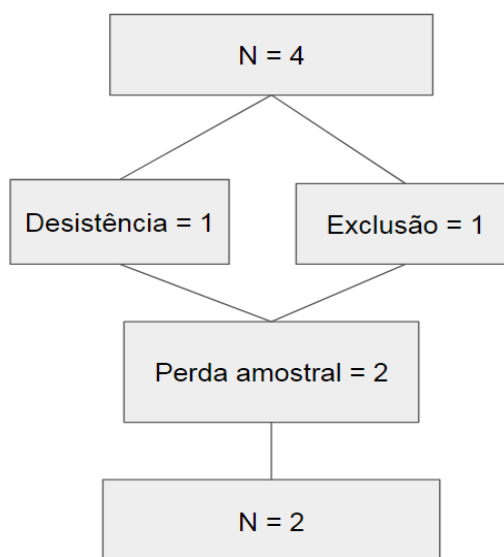 N = 4
Desistência = 1
Exclusão = 1
Perda amostral = 2
N = 2